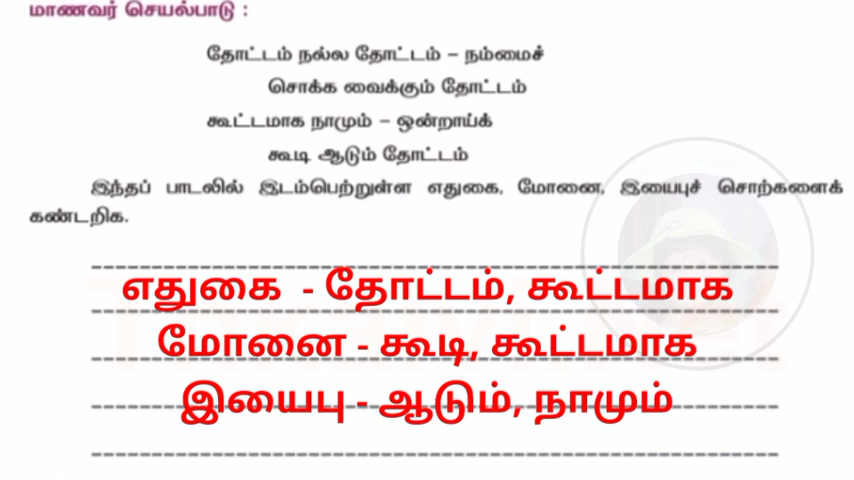 மாணவர் செயல்பாடு :
தோட்டம் நல்ல தோட்டம் – நம்மைச்
சொக்க வைக்கும் தோட்டம்
கூட்டமாக நாமும் – ஒன்றாய்க்
கூடி ஆடும் தோட்டம்
இந்தப் பாடலில் இடம்பெற்றுள்ள எதுகை, மோனை, இயைபுச் சொற்களைக்
கண்டறிக.
எதுகை - தோட்டம், கூட்டமாக
மோனை - கூடி, கூட்டமாக
இயைபு - ஆடும், நாமும்